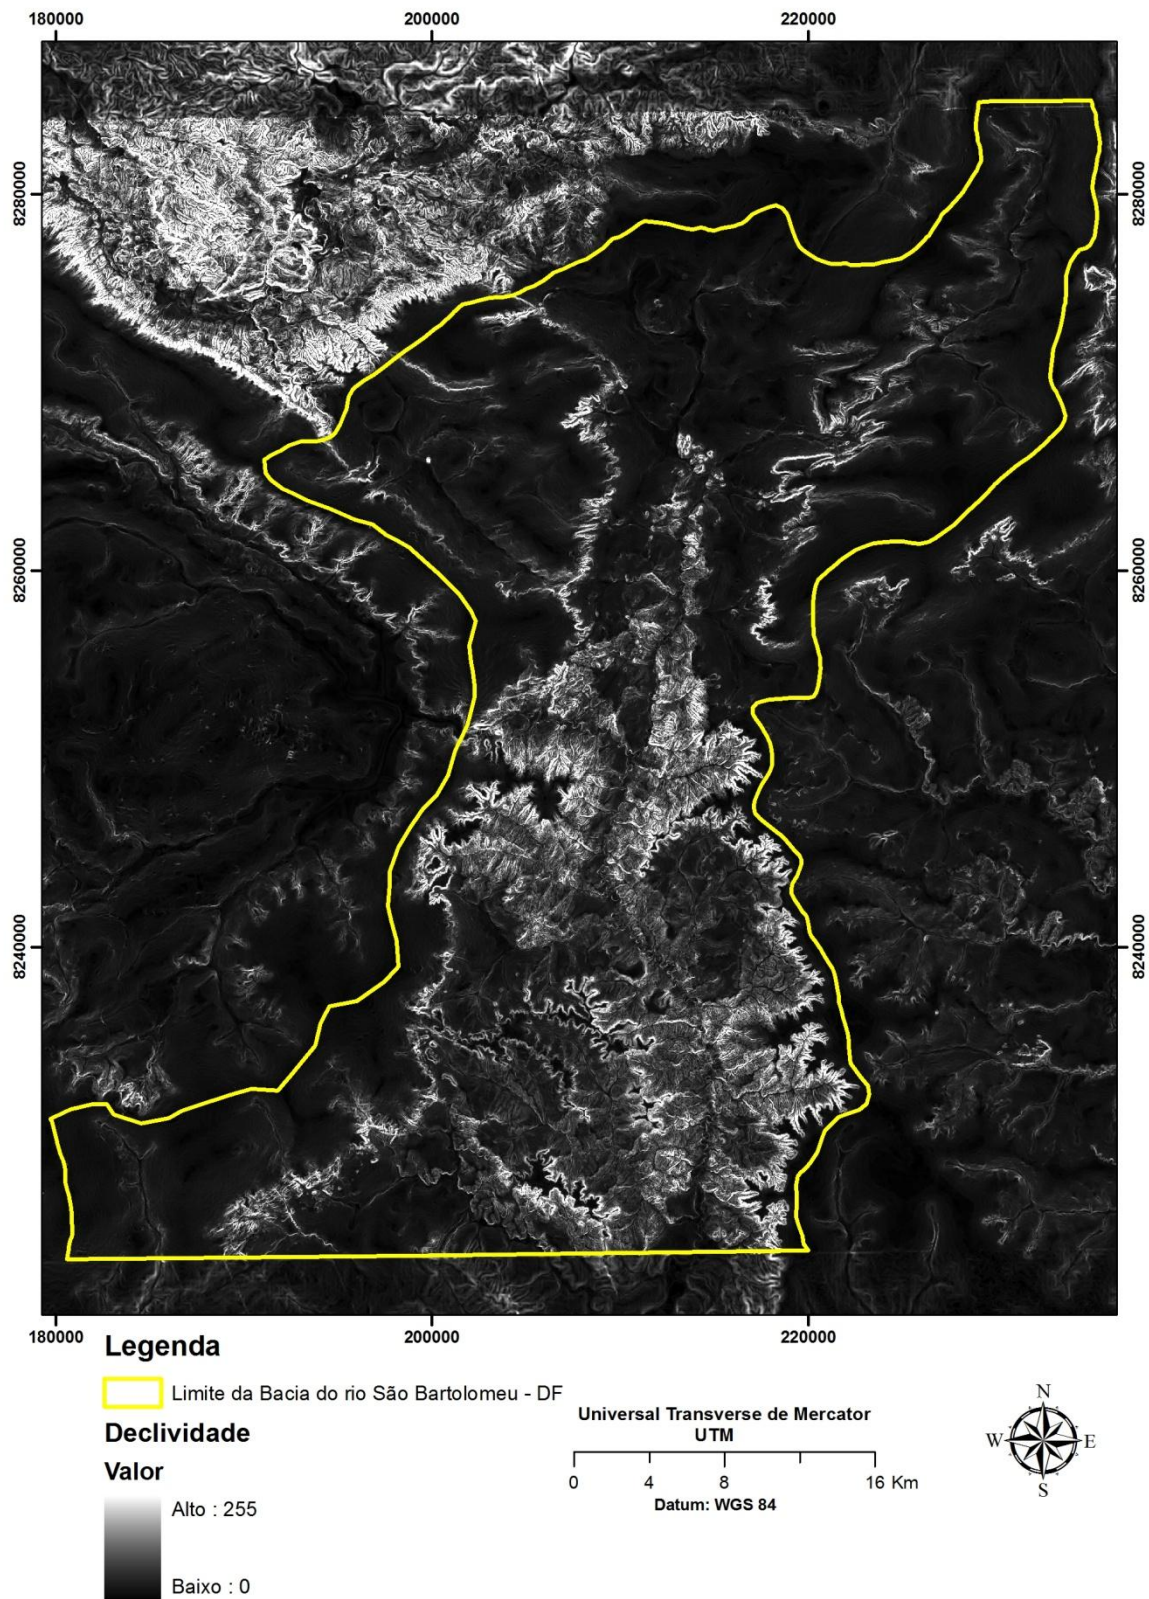 180000 200000 220000
8280000 8280000
8260000 8260000
8240000 8240000
180000 200000 220000
Legenda
Limite da Bacia do rio São Bartolomeu - DF
Declividade
Valor
Alto : 255
Baixo : 0
Universal Transverse de Mercator
UTM
0 4 8 16 Km
Datum: WGS 84
N
W E
S